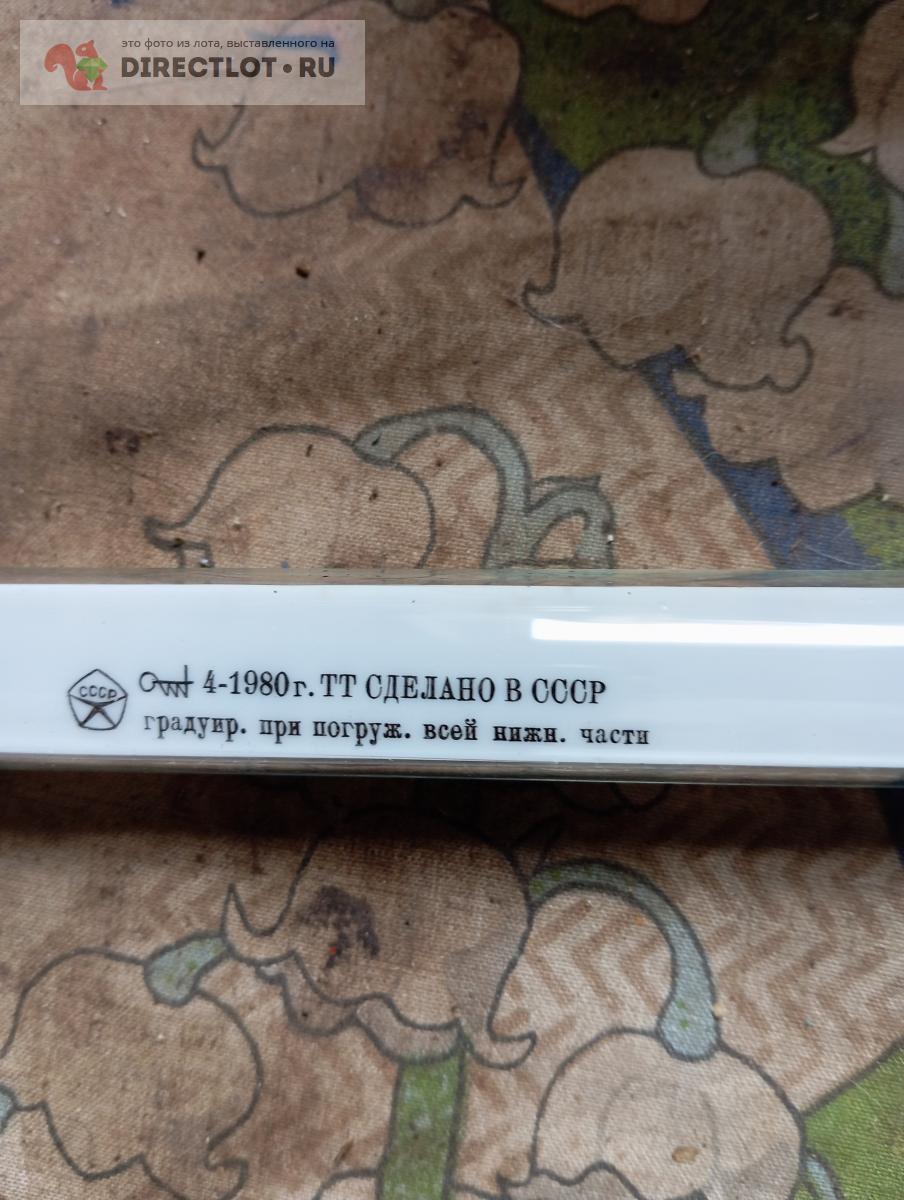 это фото из лота, выставленного на
DIRECTLOT.RU
СССР
4-1980г. ТТ СДЕЛАНО В СССР
градуир. при погруж. всей нижн. части